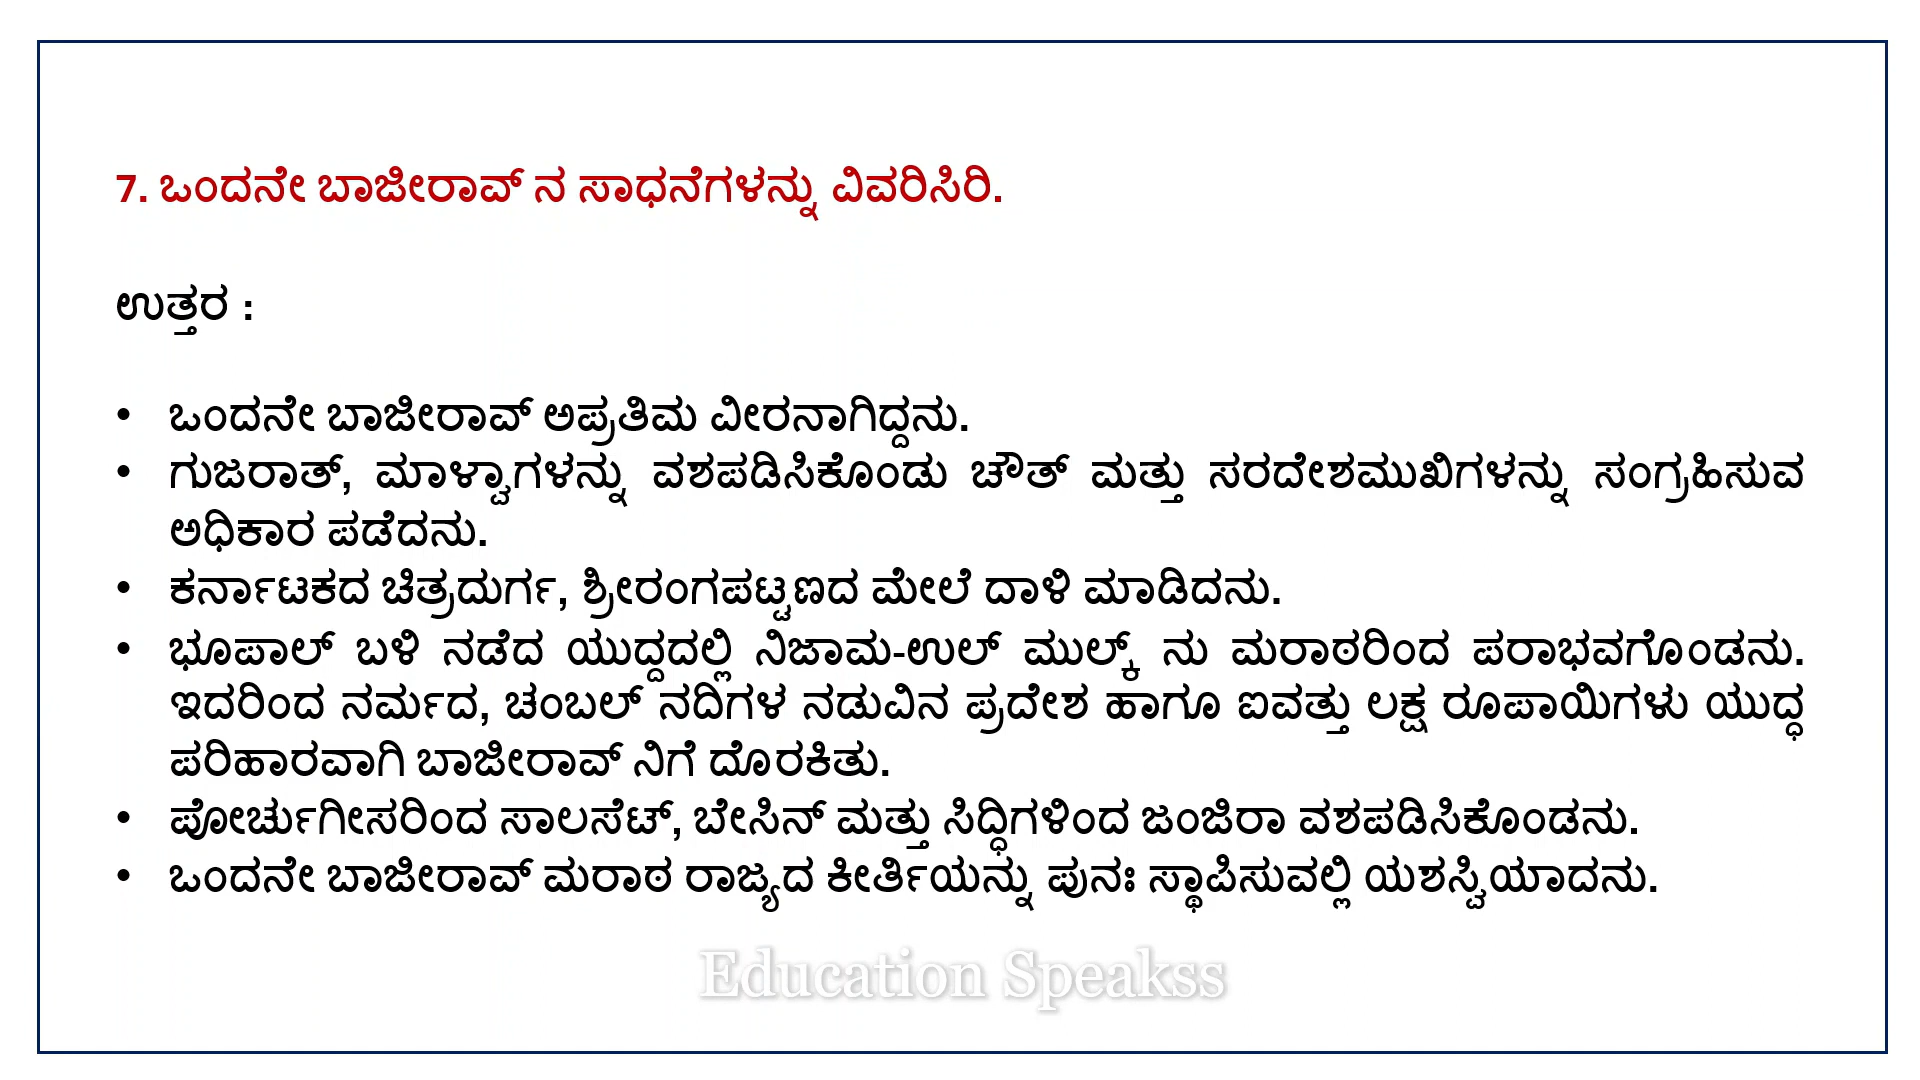 7. ಒಂದನೇ ಬಾಜೀರಾವ್ ನ ಸಾಧನೆಗಳನ್ನು ವಿವರಿಸಿರಿ.
ಉತ್ತರ :
• ಒಂದನೇ ಬಾಜೀರಾವ್ ಅಪ್ರತಿಮ ವೀರನಾಗಿದ್ದನು.
• ಗುಜರಾತ್, ಮಾಳ್ವಾಗಳನ್ನು ವಶಪಡಿಸಿಕೊಂಡು ಚೌತ್ ಮತ್ತು ಸರದೇಶಮುಖಿಗಳನ್ನು ಸಂಗ್ರಹಿಸುವ
ಅಧಿಕಾರ ಪಡೆದನು.
• ಕರ್ನಾಟಕದ ಚಿತ್ರದುರ್ಗ, ಶ್ರೀರಂಗಪಟ್ಟಣದ ಮೇಲೆ ದಾಳಿ ಮಾಡಿದನು.
• ಭೂಪಾಲ್ ಬಳಿ ನಡೆದ ಯುದ್ದದಲ್ಲಿ ನಿಜಾಮ-ಉಲ್ ಮುಲ್ಕ್ ನು ಮರಾಠರಿಂದ ಪರಾಭವಗೊಂಡನು.
ಇದರಿಂದ ನರ್ಮದ, ಚಂಬಲ್ ನದಿಗಳ ನಡುವಿನ ಪ್ರದೇಶ ಹಾಗೂ ಐವತ್ತು ಲಕ್ಷ ರೂಪಾಯಿಗಳು ಯುದ್ಧ
ಪರಿಹಾರವಾಗಿ ಬಾಜೀರಾವ್ ನಿಗೆ ದೊರಕಿತು.
• ಪೋರ್ಚುಗೀಸರಿಂದ ಸಾಲಸೆಟ್, ಬೇಸಿನ್ ಮತ್ತು ಸಿದ್ಧಿಗಳಿಂದ ಜಂಜಿರಾ ವಶಪಡಿಸಿಕೊಂಡನು.
• ಒಂದನೇ ಬಾಜೀರಾವ್ ಮರಾಠ ರಾಜ್ಯದ ಕೀರ್ತಿಯನ್ನು ಪುನಃ ಸ್ಥಾಪಿಸುವಲ್ಲಿ ಯಶಸ್ವಿಯಾದನು.
Education Speakss